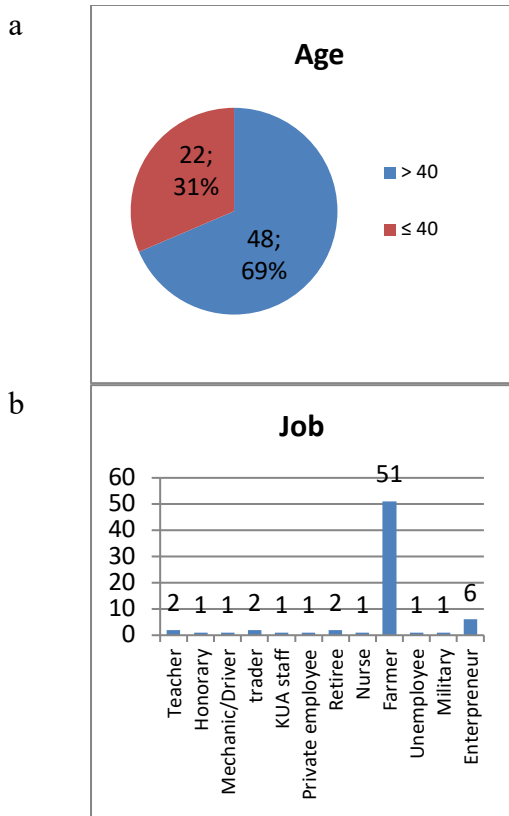 a
Age
22;
31%
48;
69%
> 40
≤ 40
b
Job
60
50
40
30
20
10
0
2
1
1
2
1
1
2
1
51
1
1
6
Teacher
Honorary
Mechanic/Driver
trader
KUA staff
Private employee
Retiree
Nurse
Farmer
Unemployee
Military
Enterpreneur